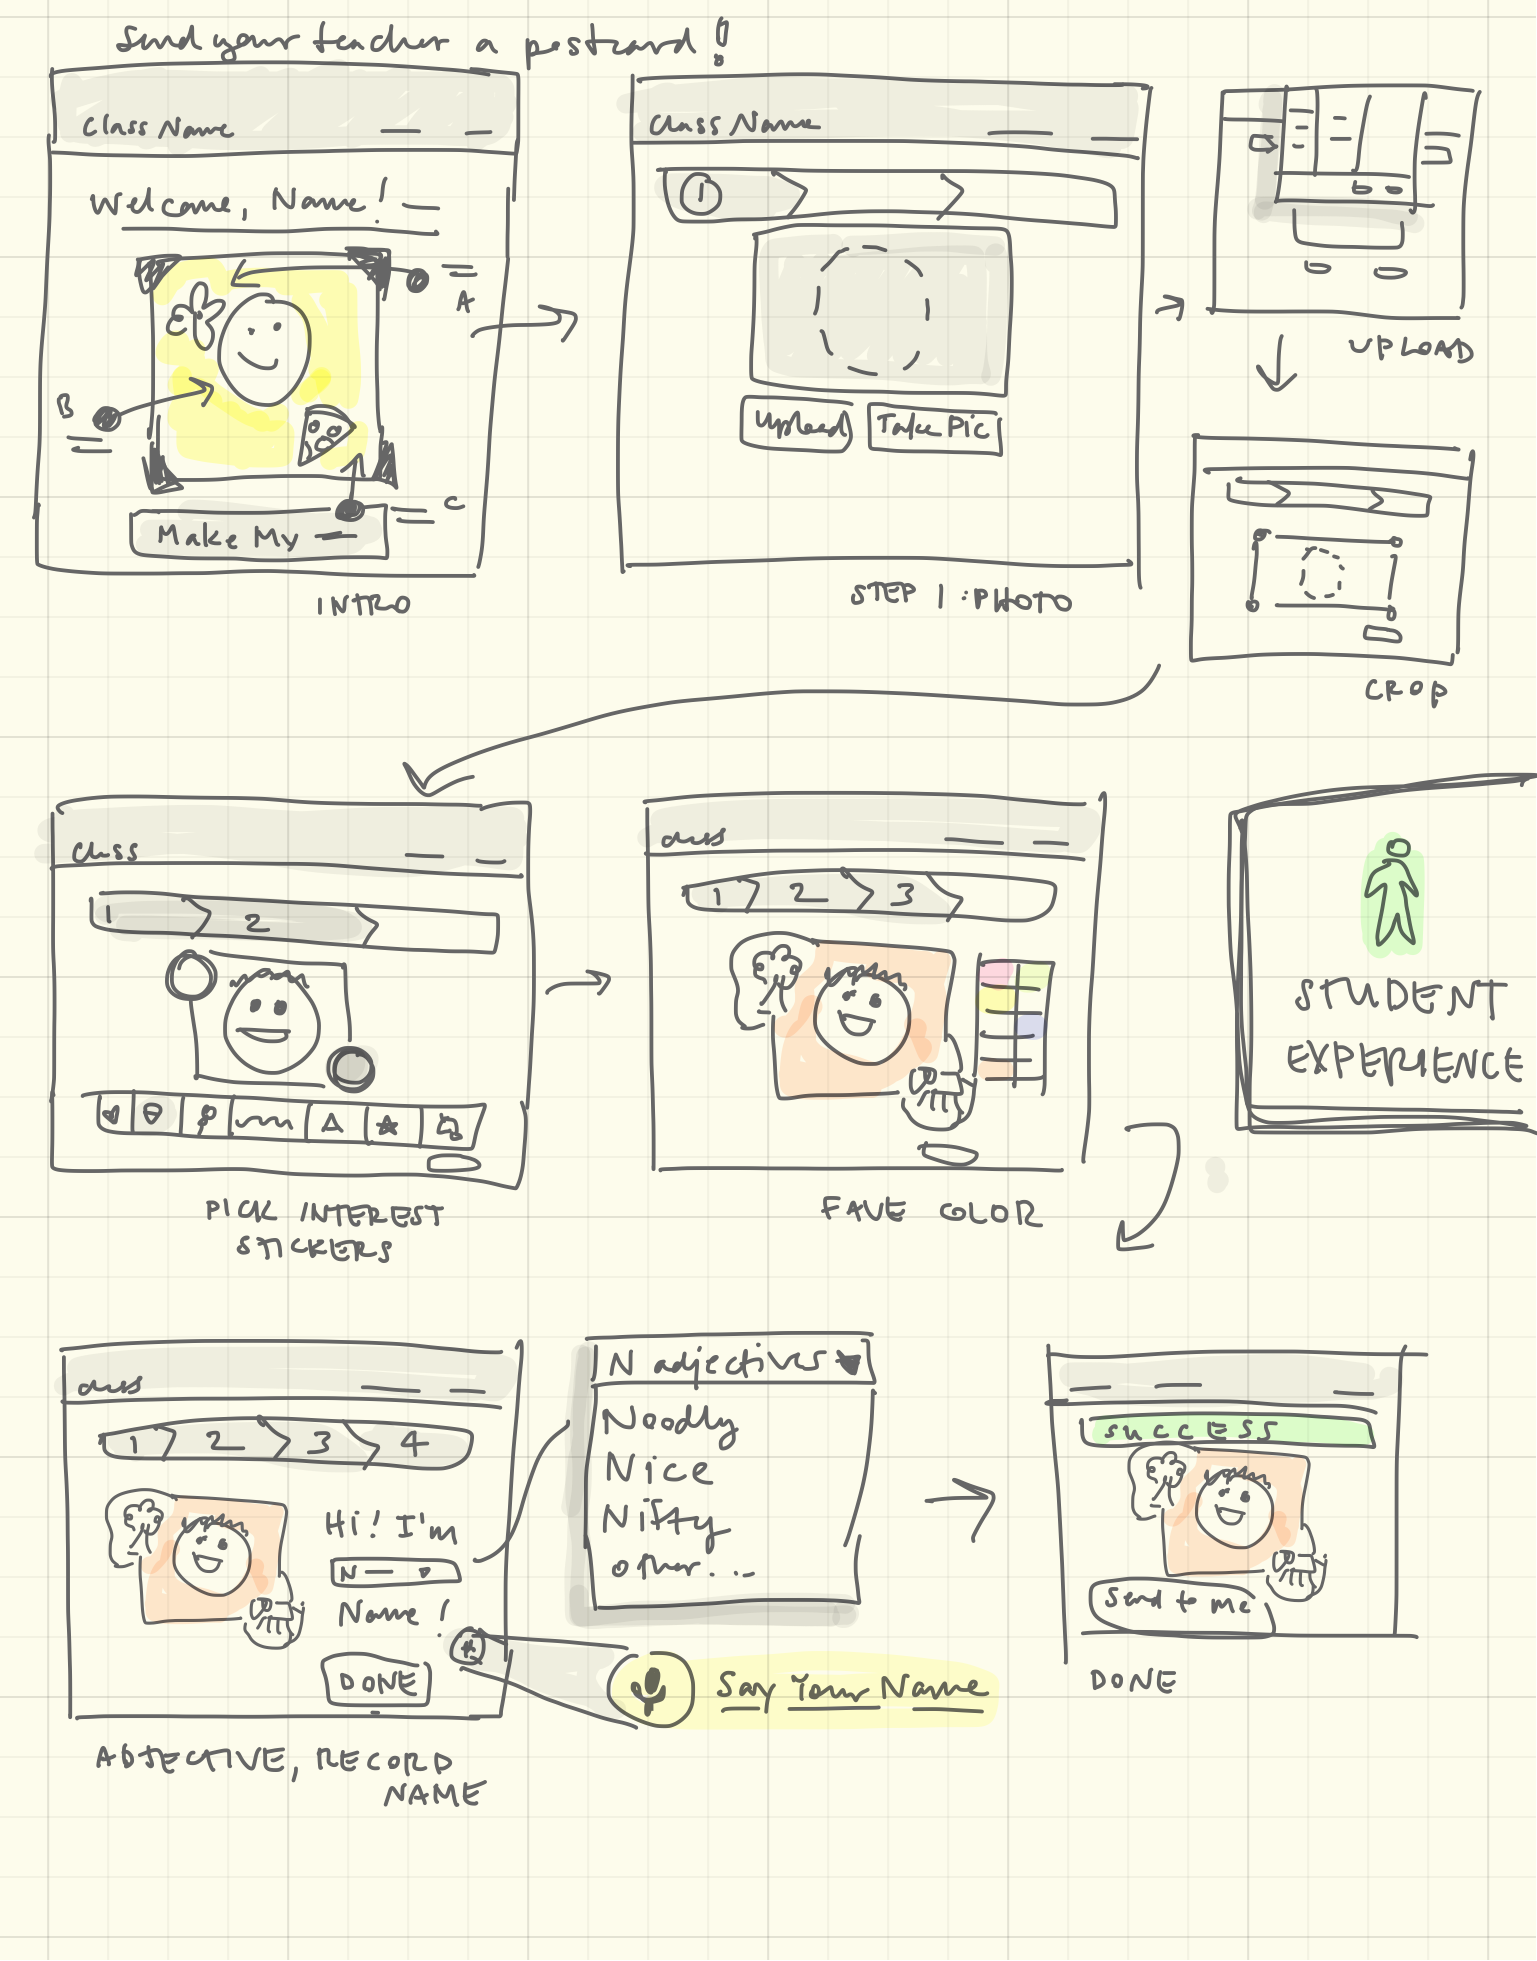 Send your teacher a postcard!
Class Name
Welcome, Name!
A
B
C
Make My
INTRO
Class Name
1
Upload
Take Pic
STEP 1: PHOTO
UPLOAD
CROP
Class
1 2
PICK INTEREST
STICKERS
class
1 2 3
FAVE COLOR
STUDENT
EXPERIENCE
class
1 2 3 4
Hi! I'm
N
Name!
DONE
ADJECTIVE, RECORD
NAME
N adjectives
Noodly
Nice
Nifty
other...
Say Your Name
SUCCESS
Send to me
DONE